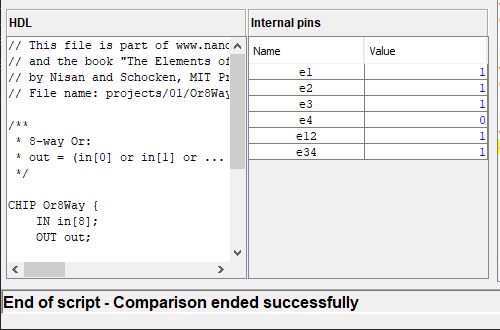 HDL
// This file is part of www.nand
// and the book "The Elements of
// by Nisan and Schocken, MIT Pr
// File name: projects/01/Or8Way
/**
* 8-way Or:
* out = (in[0] or in[1] or ...
*/
CHIP Or8Way {
IN in[8];
OUT out;
Internal pins
Name Value
e1 1
e2 1
e3 1
e4 0
e12 1
e34 1
End of script - Comparison ended successfully